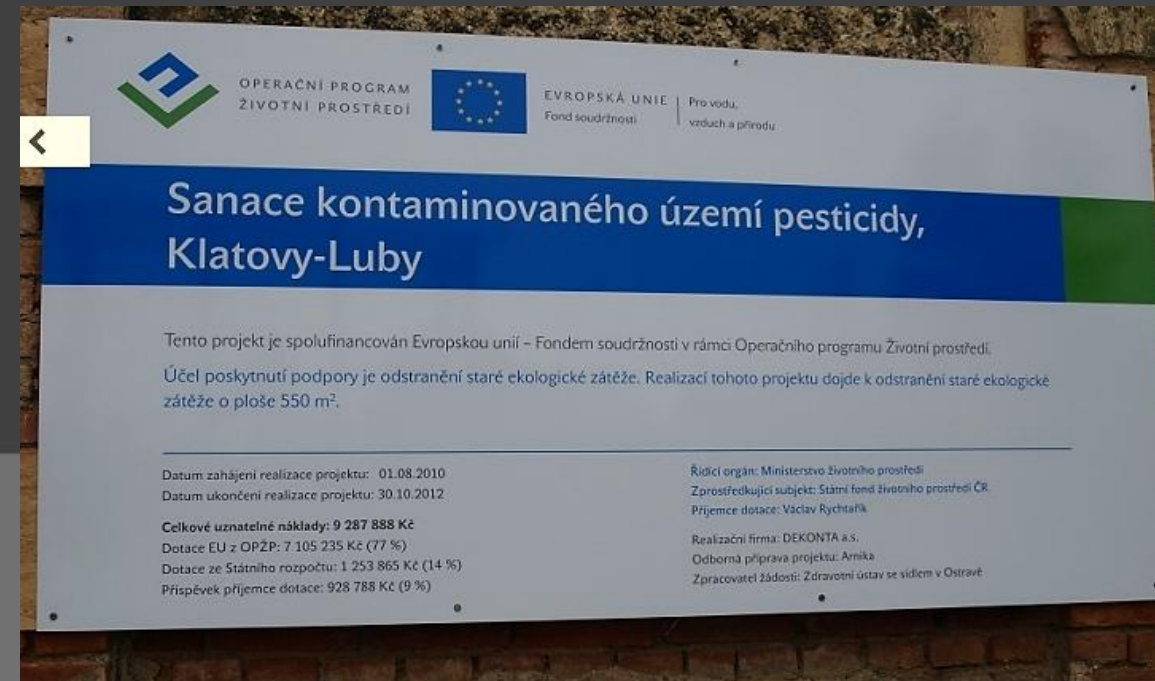 OPERAČNÍ PROGRAM
ŽIVOTNÍ PROSTŘEDÍ
EVROPSKÁ UNIE
Fond soudržnosti
Pro vodu,
vzduch a přírodu
Sanace kontaminovaného území pesticidy,
Klatovy-Luby
Tento projekt je spolufinancován Evropskou unií – Fondem soudržnosti v rámci Operačního programu Životní prostředí.
Účel poskytnutí podpory je odstranění staré ekologické zátěže. Realizací tohoto projektu dojde k odstranění staré ekologické
zátěže o ploše 550 m².
Datum zahájení realizace projektu: 01.08.2010
Datum ukončení realizace projektu: 30.10.2012
Celkové uznatelné náklady: 9 287 888 Kč
Dotace EU z OPŽP: 7 105 235 Kč (77 %)
Dotace ze Státního rozpočtu: 1 253 865 Kč (14 %)
Příspěvek příjemce dotace: 928 788 Kč (9 %)
Řídící orgán: Ministerstvo životního prostředí
Zprostředkující subjekt: Státní fond životního prostředí ČR
Příjemce dotace: Václav Rychtařík
Realizační firma: DEKONTA a.s.
Odborná příprava projektu: Arnika
Zpracovatel žádosti: Zdravotní ústav se sídlem v Ostravě